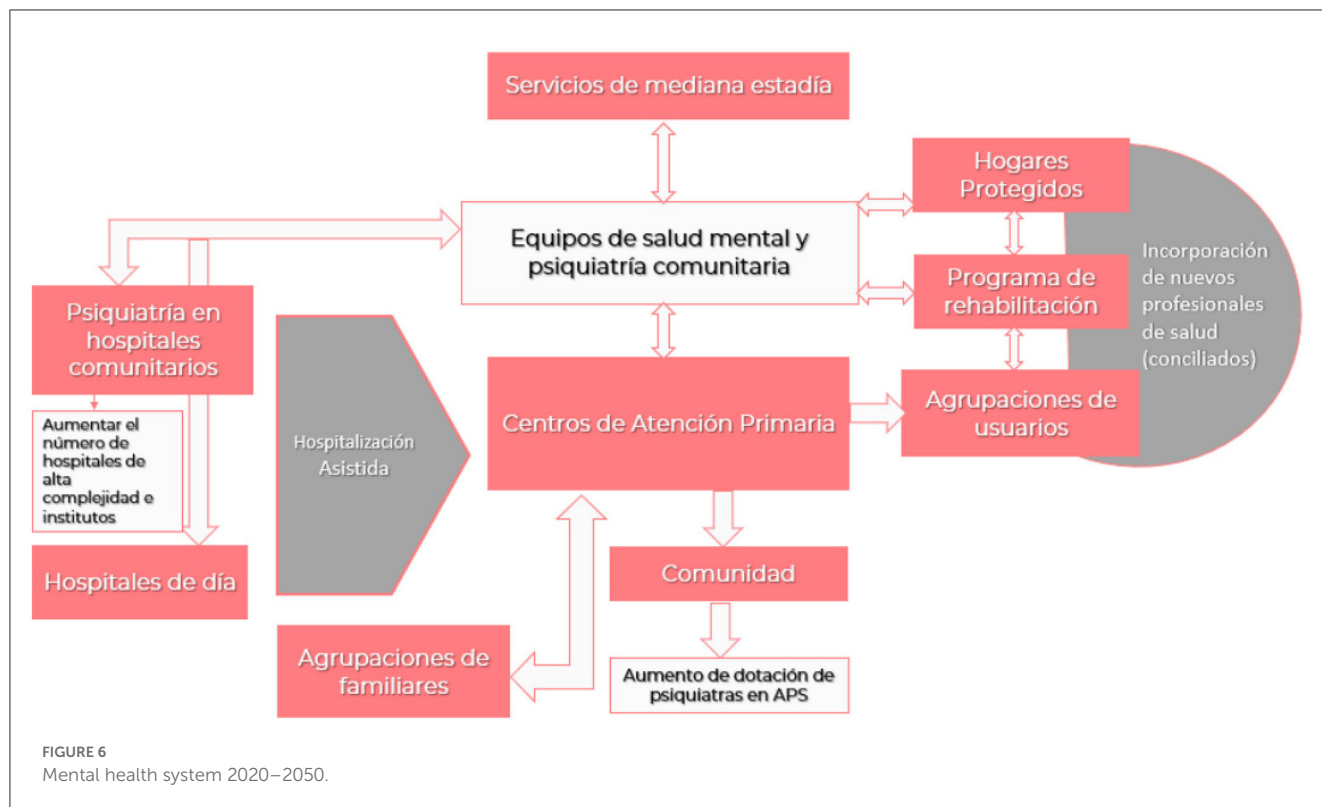 Servicios de mediana estadía
Hogares
Protegidos
Equipos de salud mental y
psiquiatría comunitaria
Incorporación
de nuevos
profesionales
de salud
(conciliados)
Programa de
rehabilitación
Psiquiatría en
hospitales
comunitarios
Agrupaciones de
usuarios
Centros de Atención Primaria
Hospitalización
Asistida
Aumentar el
número de
hospitales de
alta
complejidad e
institutos
Hospitales de día
Comunidad
Agrupaciones de
familiares
Aumento de dotación de
psiquiatras en APS
FIGURE 6
Mental health system 2020–2050.